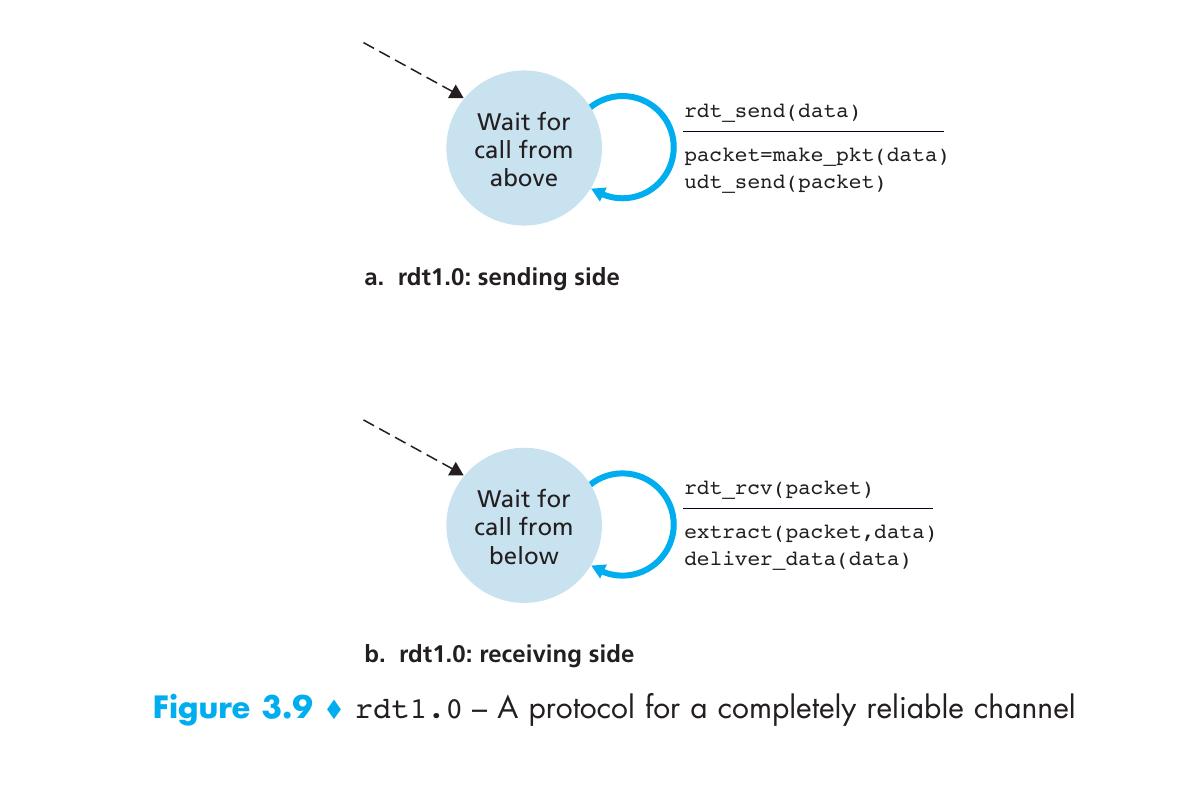 Wait for
call from
above
rdt_send(data)
packet=make_pkt(data)
udt_send(packet)
a. rdt1.0: sending side
Wait for
call from
below
rdt_rcv(packet)
extract(packet,data)
deliver_data(data)
b. rdt1.0: receiving side
Figure 3.9 ♦ rdt1.0 – A protocol for a completely reliable channel